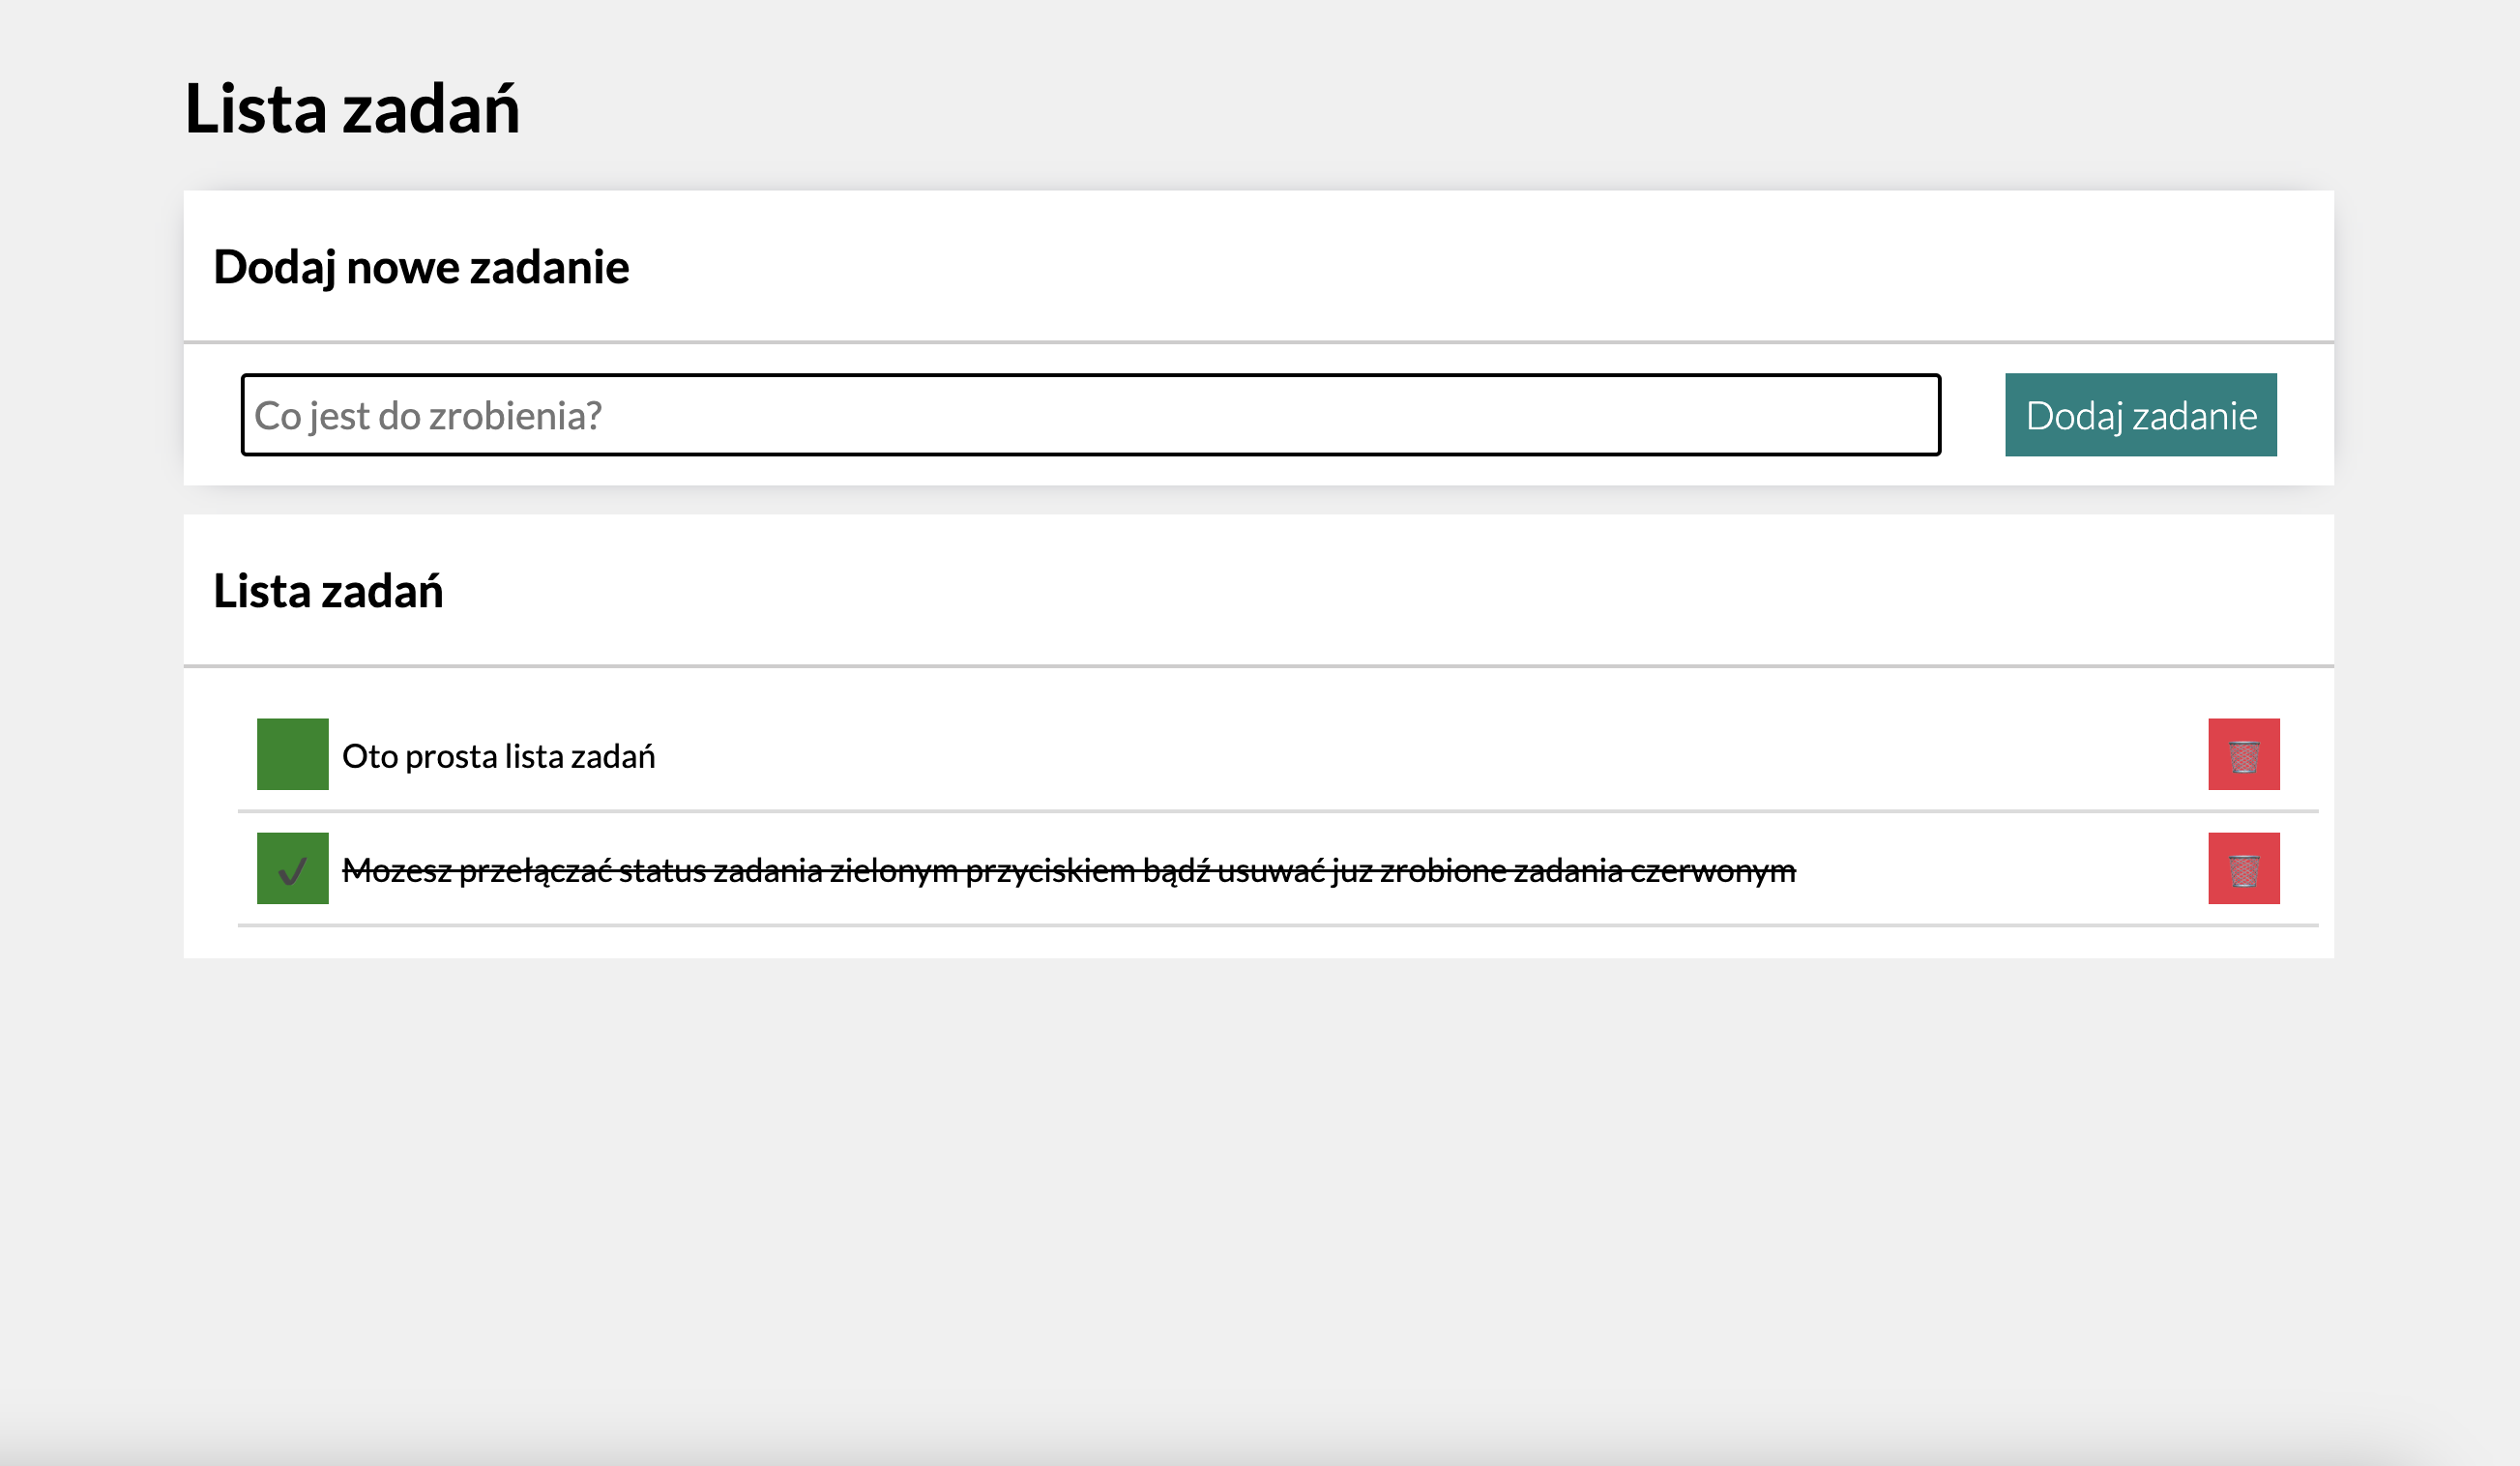 Lista zadań
Dodaj nowe zadanie
Co jest do zrobienia?
Dodaj zadanie
Lista zadań
Oto prosta lista zadań
Mozesz przełączać status zadania zielonym przyciskiem bądź usuwać juz zrobione zadania czerwonym